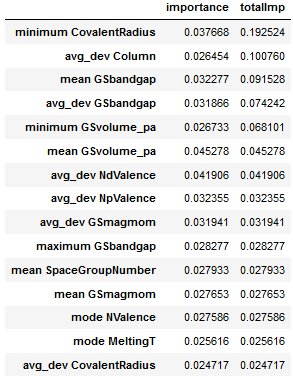 importance totalImp
minimum CovalentRadius 0.037668 0.192524
avg_dev Column 0.026454 0.100760
mean GSbandgap 0.032277 0.091528
avg_dev GSbandgap 0.031866 0.074242
minimum GSvolume_pa 0.026733 0.068101
mean GSvolume_pa 0.045278 0.045278
avg_dev NdValence 0.041906 0.041906
avg_dev NpValence 0.032355 0.032355
avg_dev GSmagmom 0.031941 0.031941
maximum GSbandgap 0.028277 0.028277
mean SpaceGroupNumber 0.027933 0.027933
mean GSmagmom 0.027653 0.027653
mode NValence 0.027586 0.027586
mode MeltingT 0.025616 0.025616
avg_dev CovalentRadius 0.024717 0.024717